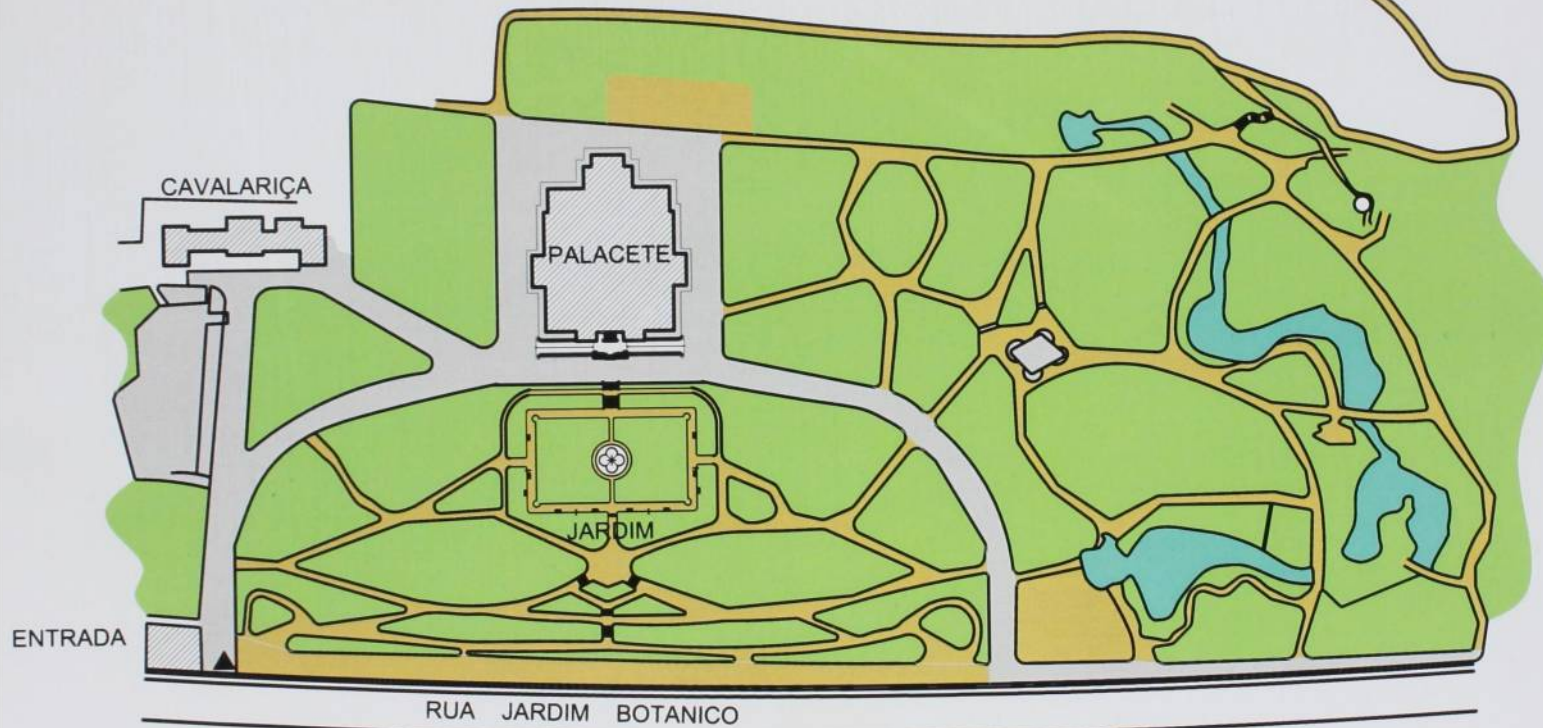 CAVALARIÇA
PALACETE
JARDIM
ENTRADA
RUA JARDIM BOTANICO